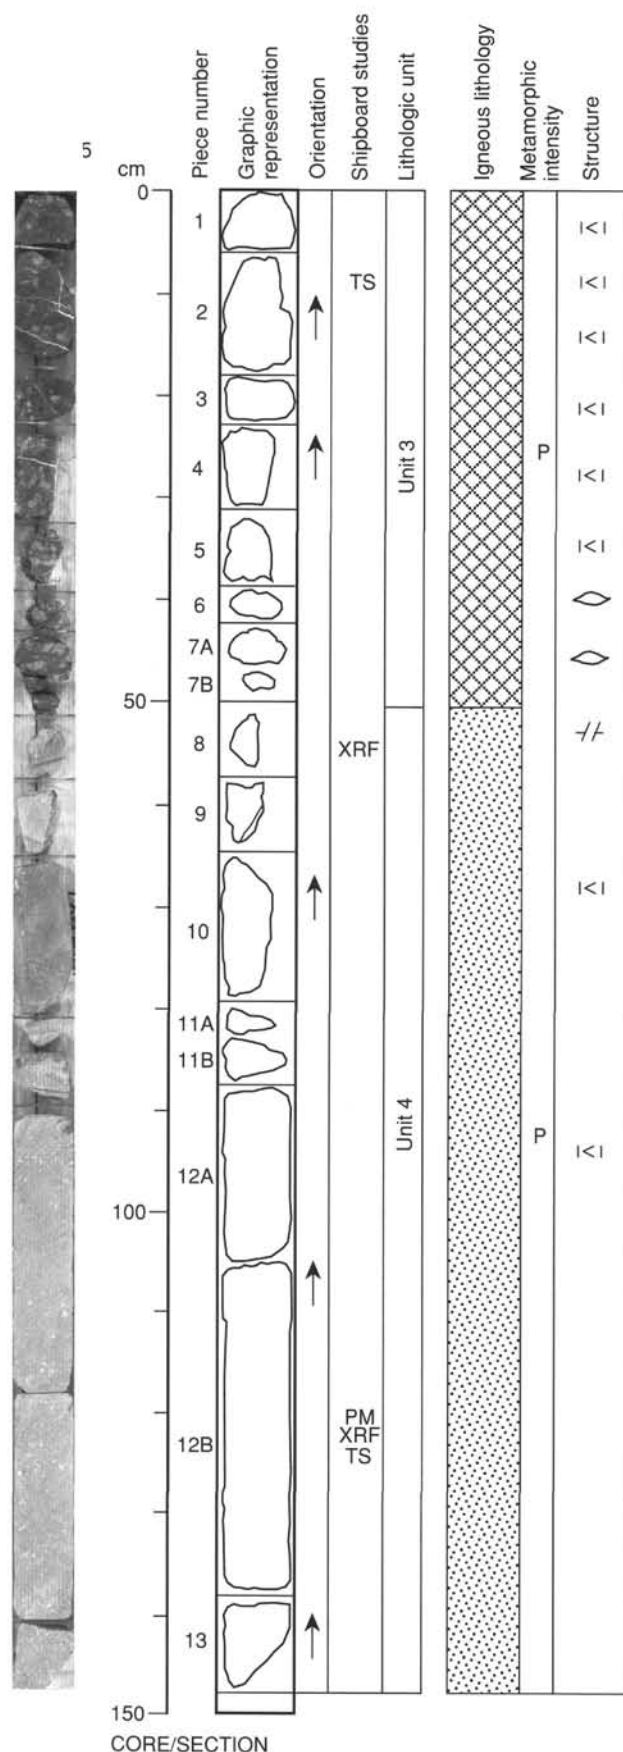 5
cm
Piece number
Graphic
representation
Orientation
Shipboard studies
Lithologic unit
Igneous lithology
Metamorphic
intensity
Structure
0
1
TS
2
3
4
Unit 3
P
5
6
7A
7B
50
8
XRF
9
10
11A
11B
Unit 4
P
12A
100
PM
XRF
TS
12B
13
150
CORE/SECTION